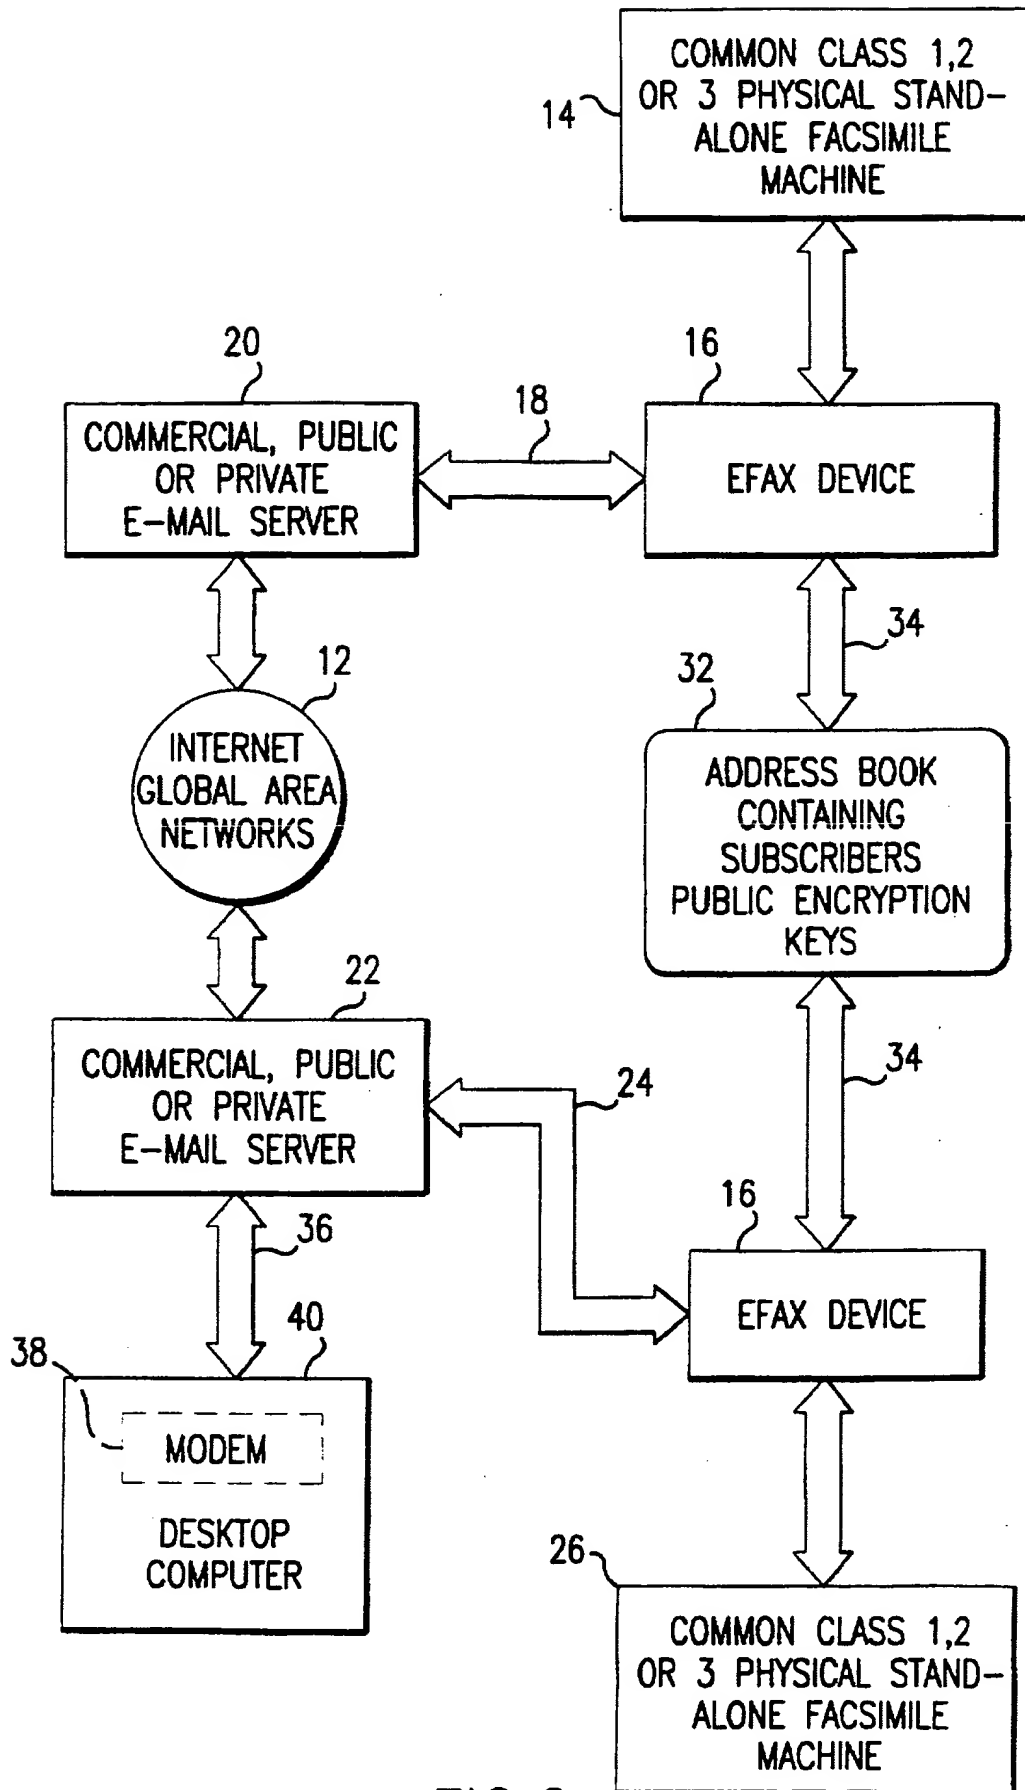 COMMON CLASS 1,2
OR 3 PHYSICAL STAND-
ALONE FACSIMILE
MACHINE
14
20
16
18
COMMERCIAL, PUBLIC
OR PRIVATE
E-MAIL SERVER
EFAX DEVICE
34
12
32
INTERNET
GLOBAL AREA
NETWORKS
ADDRESS BOOK
CONTAINING
SUBSCRIBERS
PUBLIC ENCRYPTION
KEYS
22
COMMERCIAL, PUBLIC
OR PRIVATE
E-MAIL SERVER
24
34
16
36
EFAX DEVICE
38
40
MODEM
DESKTOP
COMPUTER
26
COMMON CLASS 1,2
OR 3 PHYSICAL STAND-
ALONE FACSIMILE
MACHINE